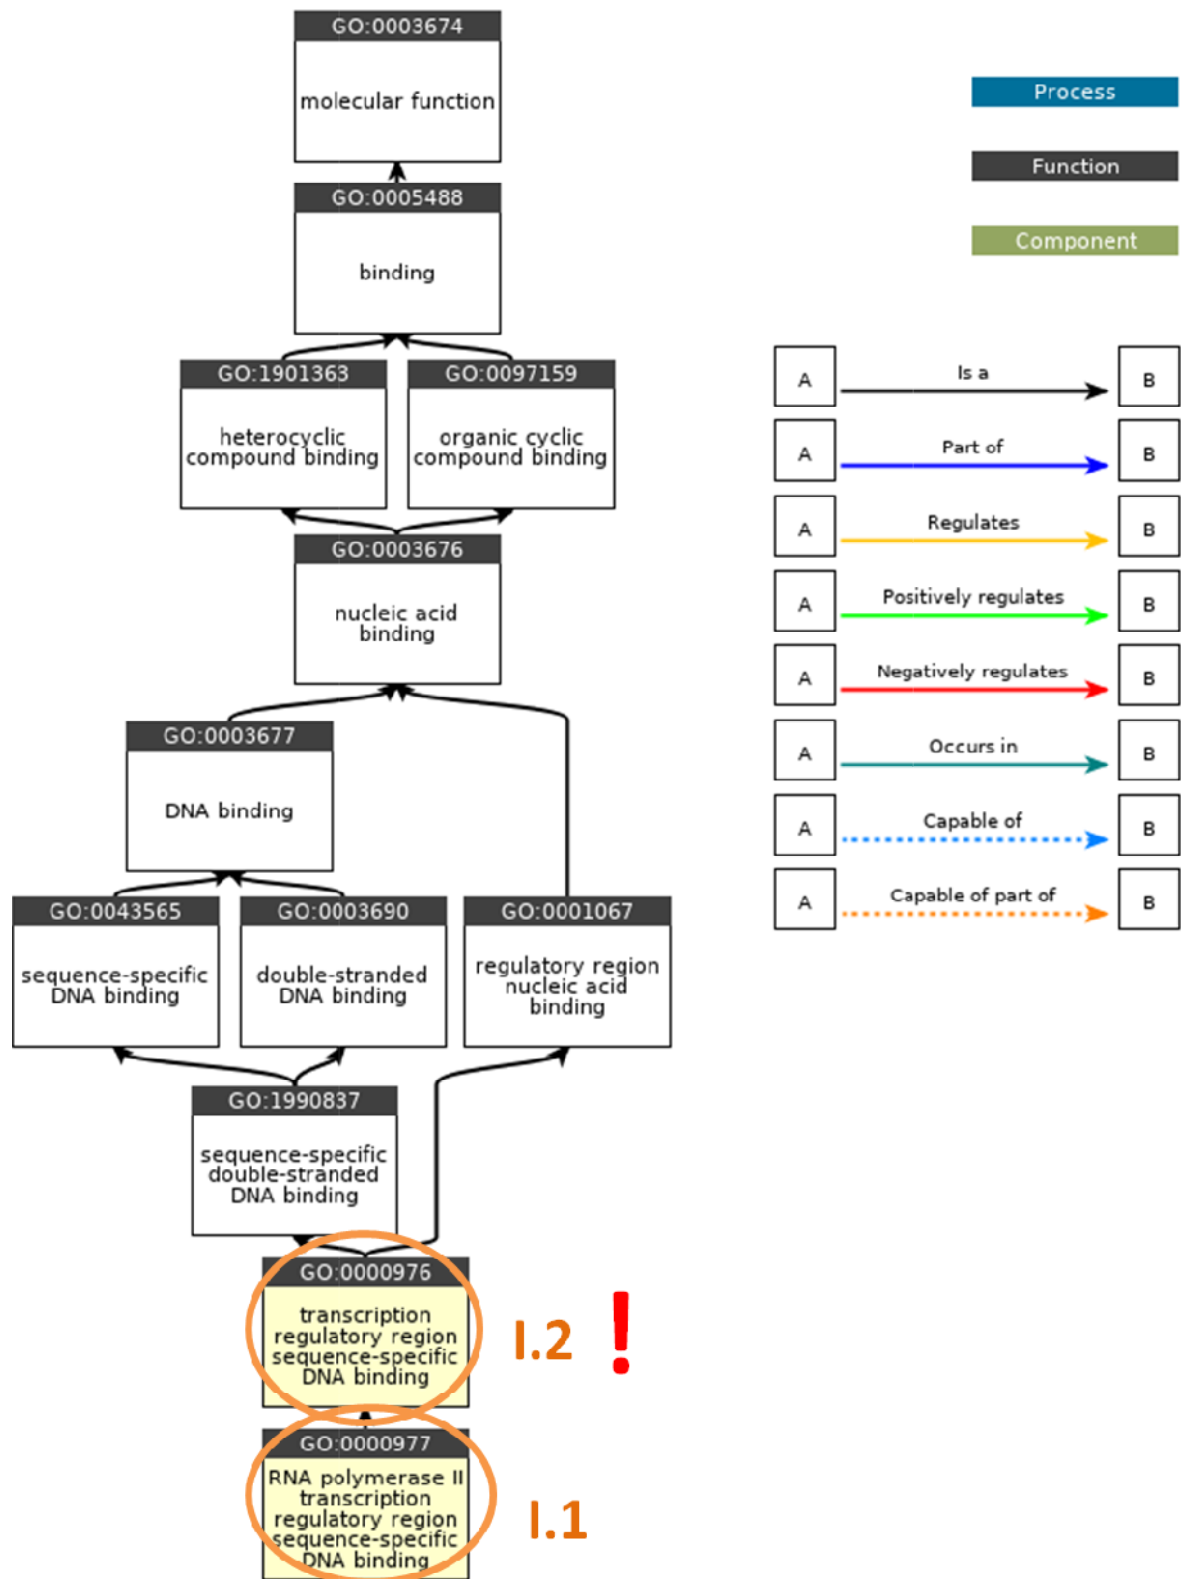 GO:0003674
molecular function
GO:0005488
binding
GO:1901363
heterocyclic
compound binding
GO:0097159
organic cyclic
compound binding
GO:0003676
nucleic acid
binding
GO:0003677
DNA binding
GO:0043565
sequence-specific
DNA binding
GO:0003690
double-stranded
DNA binding
GO:0001067
regulatory region
nucleic acid
binding
GO:1990837
sequence-specific
double-stranded
DNA binding
GO:0000976
transcription
regulatory region
sequence-specific
DNA binding
I.2 !
GO:0000977
RNA polymerase II
transcription
regulatory region
sequence-specific
DNA binding
I.1
Process
Function
Component
A Is a B
A Part of B
A Regulates B
A Positively regulates B
A Negatively regulates B
A Occurs in B
A Capable of B
A Capable of part of B